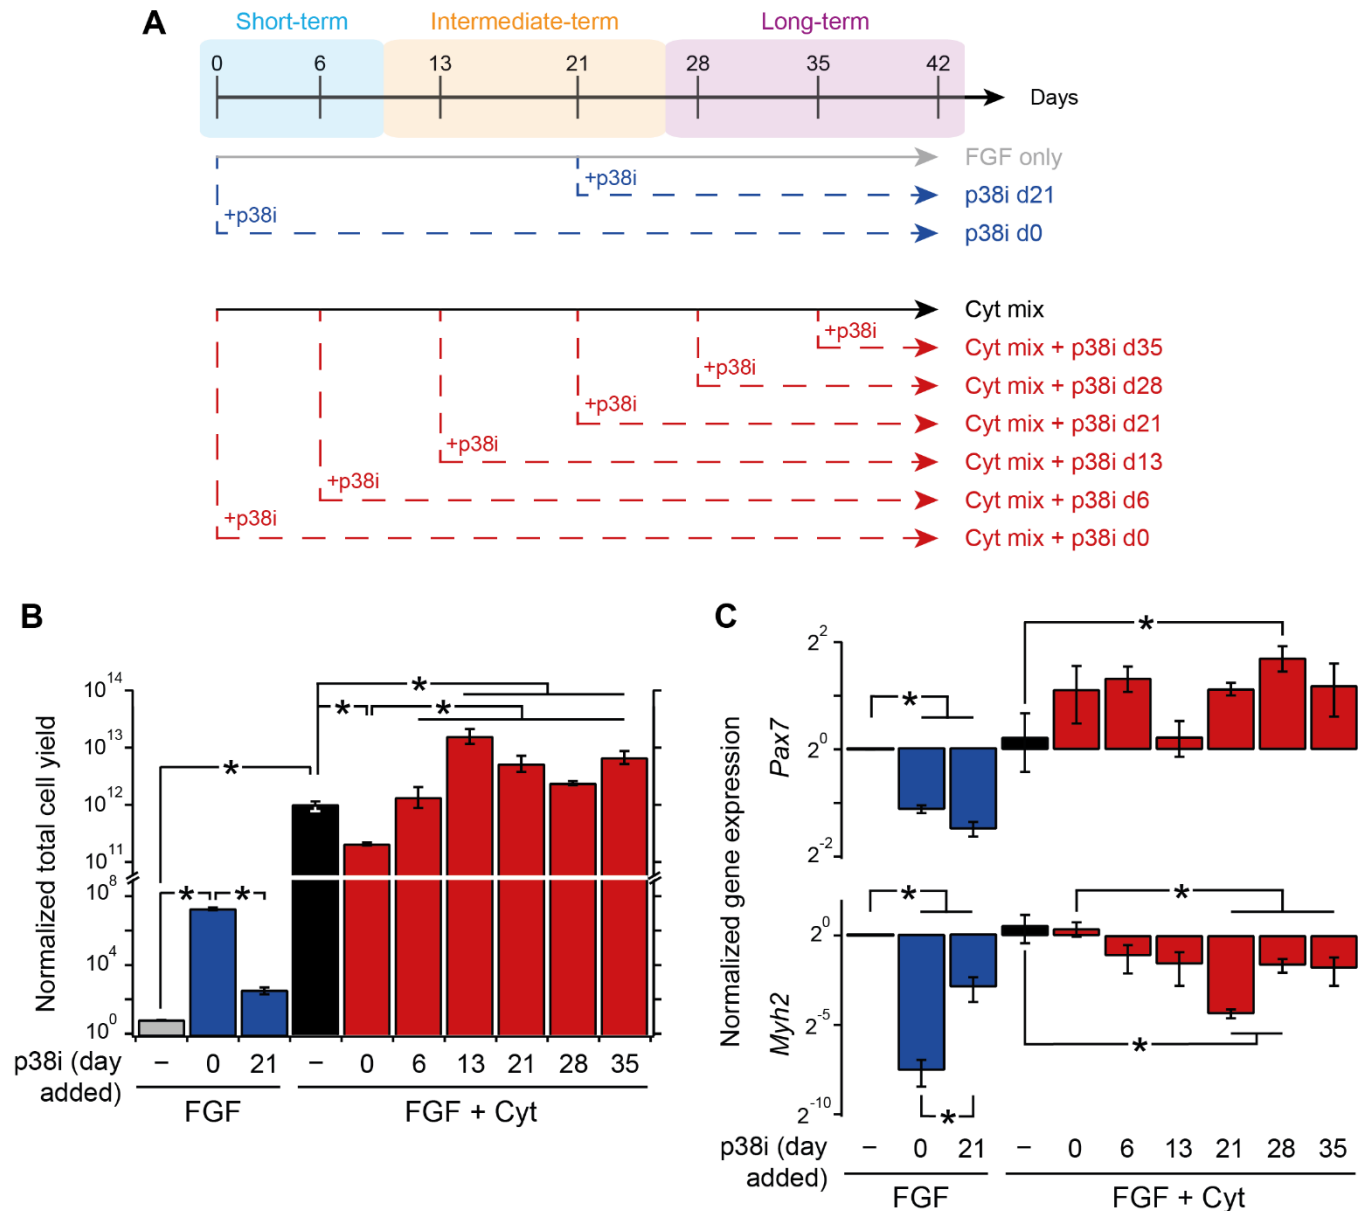 A
Short-term Intermediate-term Long-term
0 6 13 21 28 35 42
Days
FGF only
+p38i p38i d21
+p38i p38i d0
Cyt mix
+p38i Cyt mix + p38i d35
+p38i Cyt mix + p38i d28
+p38i Cyt mix + p38i d21
+p38i Cyt mix + p38i d13
+p38i Cyt mix + p38i d6
+p38i Cyt mix + p38i d0
B
Normalized total cell yield
10^14
10^13
10^12
10^11
10^8
10^4
10^0
* * * * * *
p38i (day added)
– 0 21 – 0 6 13 21 28 35
FGF FGF + Cyt
C
Normalized gene expression
Pax7
2^2
2^0
2^-2
* *
Myh2
2^0
2^-5
2^-10
* * * *
p38i (day added)
– 0 21 – 0 6 13 21 28 35
FGF FGF + Cyt